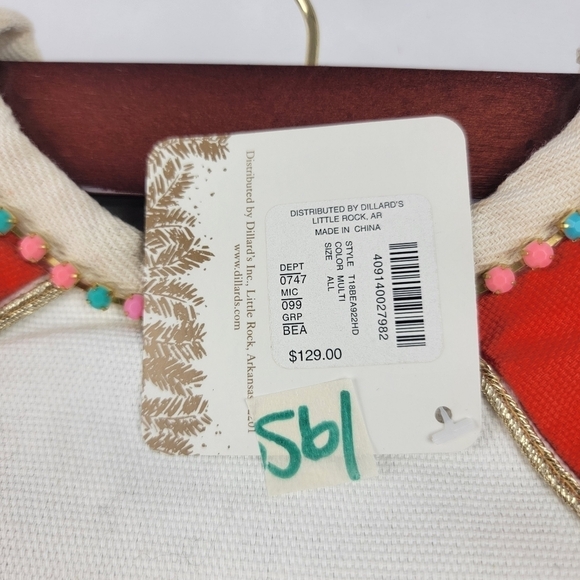 Distributed by Dillard's Inc., Little Rock, Arkansas
www.dillards.com
DISTRIBUTED BY DILLARD'S
LITTLE ROCK, AR
MADE IN CHINA
DEPT
0747
MIC
099
GRP
BEA
STYLE T18BEA922HD
COLOR MULTI
SIZE ALL
409140027982
$129.00